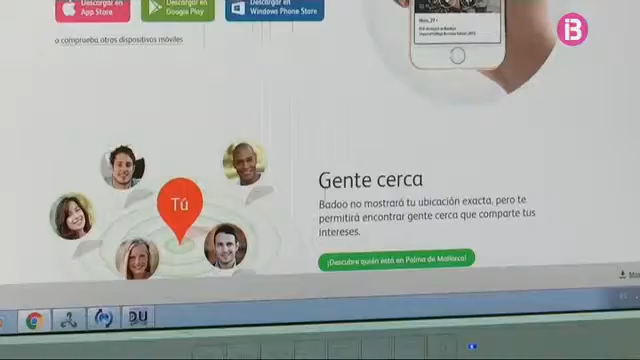 Descargar en
App Store
Descargar en
Google Play
Descargar en
Windows Phone Store
o comprueba otros dispositivos móviles
IB
Gente cerca
Badoo no mostrará tu ubicación exacta, pero te
permitirá encontrar gente cerca que comparte tus
intereses.
¡Descubre quién está en Palma de Mallorca!
Tú